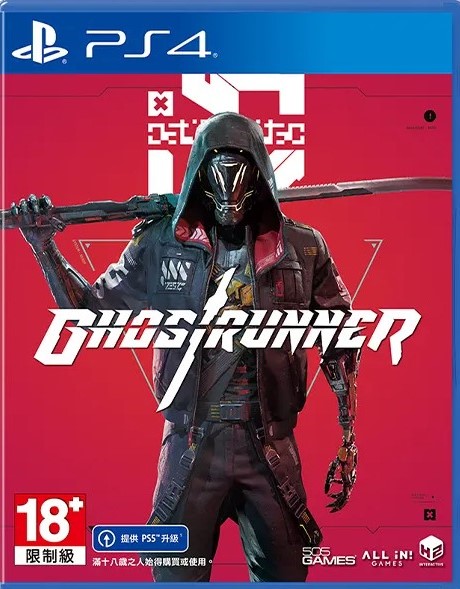 PS4
GHOSTRUNNER
18+
限制級
提供 PS5™ 升級
滿十八歲之人始得購買或使用。
505
GAMES
ALL iN!
GAMES
INTERACTIVE